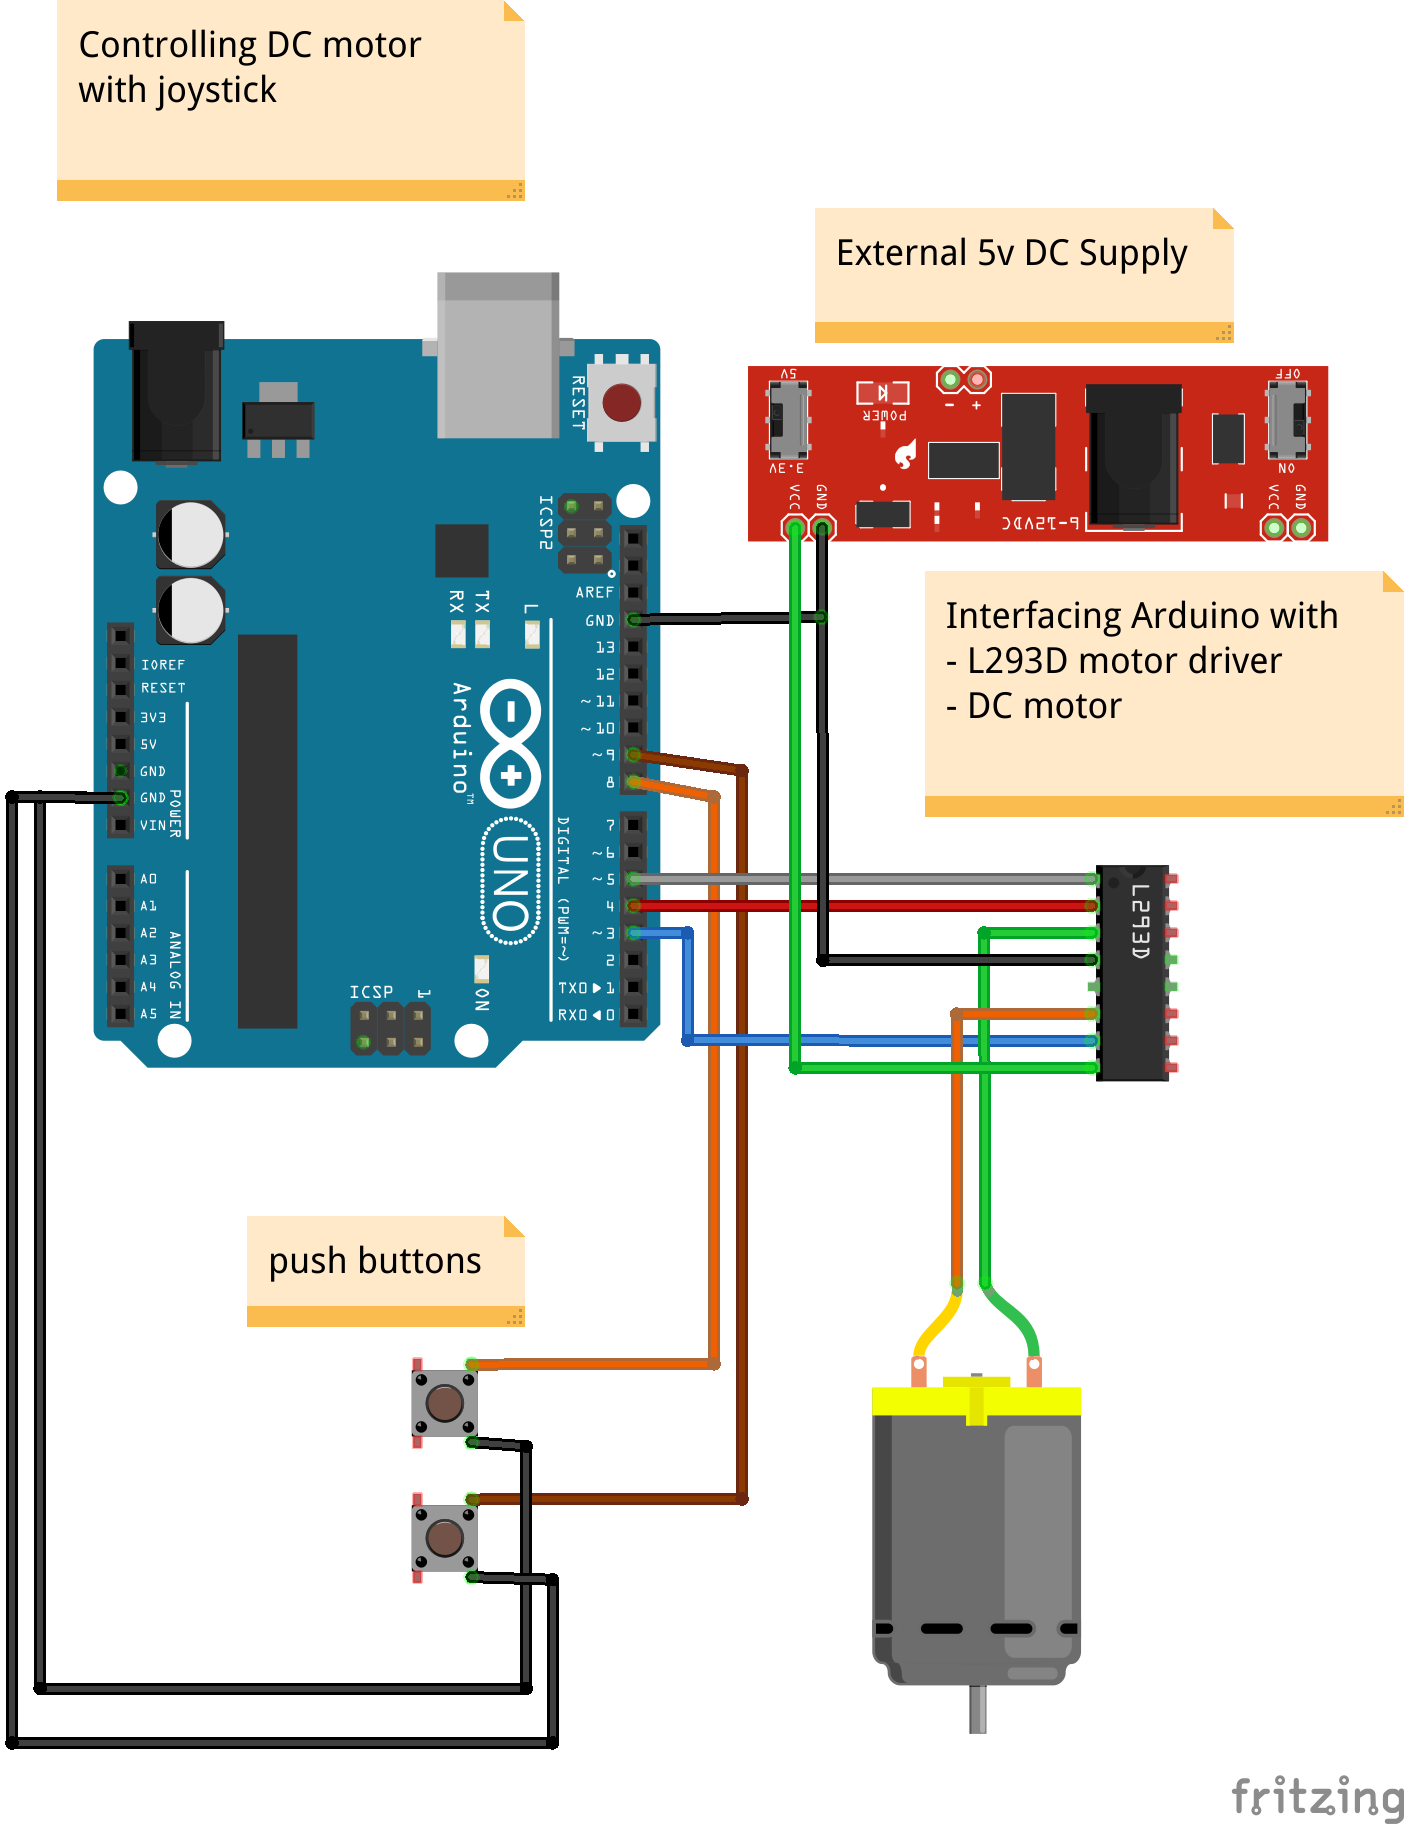 Controlling DC motor
with joystick
External 5v DC Supply
5V
OFF
POWER
- +
3.3V
ON
VCC GND
6-12VDC
VCC GND
RESET
ICSP2
AREF
GND
13
12
~11
~10
~9
8
7
~6
~5
4
~3
2
TX0►1
RX0◄0
RX TX L
IOREF
RESET
3V3
5V
GND
GND
VIN
POWER
A0
A1
A2
A3
A4
A5
ANALOG IN
Arduino™
UNO
DIGITAL (PWM=~)
ON
ICSP 1
Interfacing Arduino with
- L293D motor driver
- DC motor
L293D
push buttons
fritzing